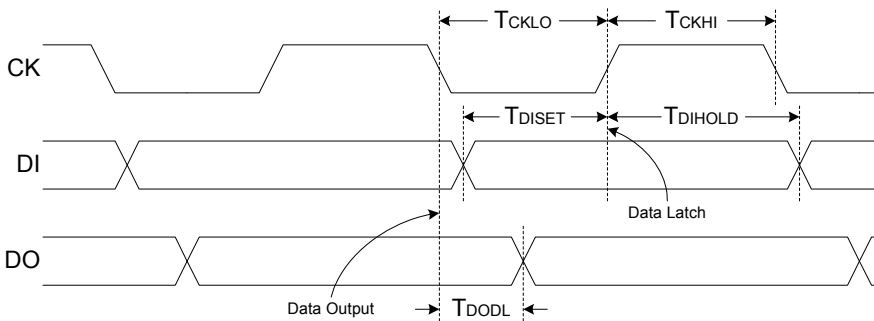 TCKLO TCKHI
CK
TDISET TDIHOLD
DI
Data Latch
DO
Data Output TDODL